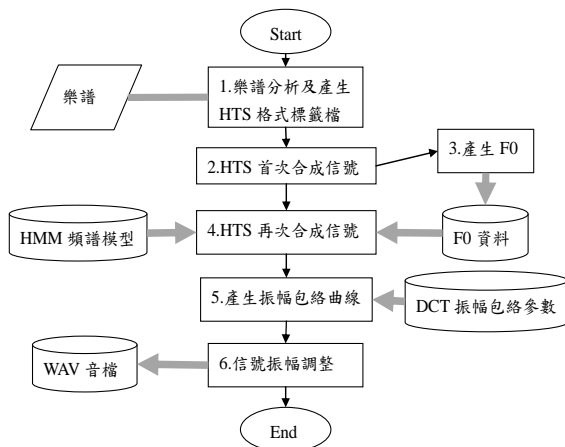 Start
樂譜
1.樂譜分析及產生
HTS 格式標籤檔
2.HTS 首次合成信號
3.產生 F0
HMM 頻譜模型
4.HTS 再次合成信號
F0 資料
5.產生振幅包絡曲線
DCT 振幅包絡參數
WAV 音檔
6.信號振幅調整
End